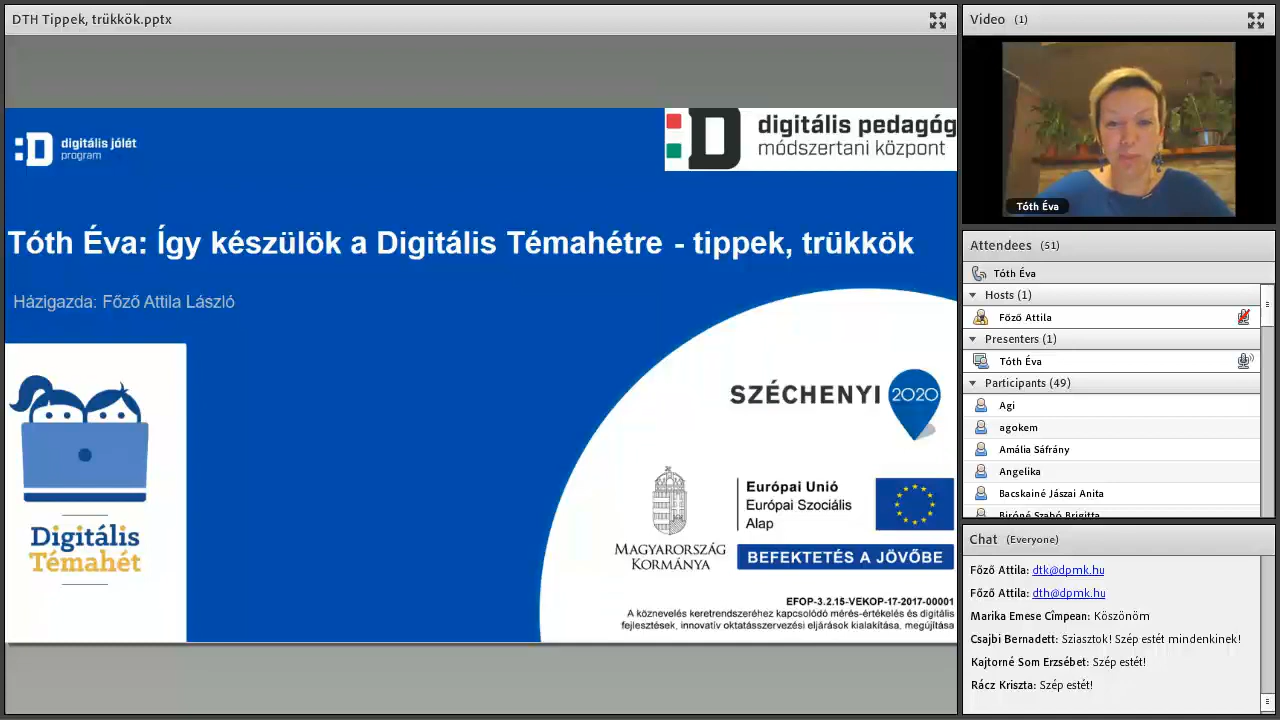 DTH Tippek, trükkök.pptx
digitális jólét
program
digitális pedagóg
módszertani központ
Tóth Éva: Így készülök a Digitális Témahétre - tippek, trükkök
Házigazda: Főző Attila László
Digitális
Témahét
SZÉCHENYI 2020
MAGYARORSZÁG
KORMÁNYA
Európai Unió
Európai Szociális
Alap
BEFEKTETÉS A JÖVŐBE
EFOP-3.2.15-VEKOP-17-2017-00001
A köznevelés keretrendszeréhez kapcsolódó mérés-értékelés és digitális
fejlesztések, innovatív oktatásszervezési eljárások kialakítása, megújítása
Video (1)
Tóth Éva
Attendees (51)
Tóth Éva
Hosts (1)
Főző Attila
Presenters (1)
Tóth Éva
Participants (49)
Agi
agokem
Amália Sáfrány
Angelika
Bacskainé Jászai Anita
Biróné Szabó Brigitta
Chat (Everyone)
Főző Attila: dtk@dpmk.hu
Főző Attila: dth@dpmk.hu
Marika Emese Cîmpean: Köszönöm
Csajbi Bernadett: Sziasztok! Szép estét mindenkinek!
Kajtorné Som Erzsébet: Szép estét!
Rácz Kriszta: Szép estét!